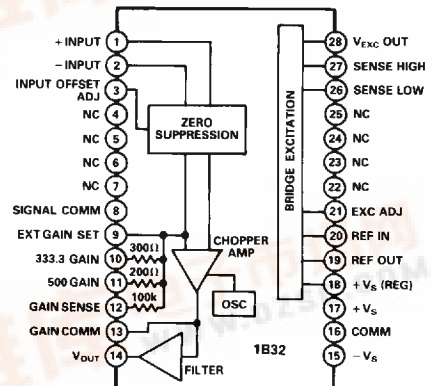 + INPUT 1
– INPUT 2
INPUT OFFSET ADJ 3
NC 4
NC 5
NC 6
NC 7
SIGNAL COMM 8
EXT GAIN SET 9
333.3 GAIN 10
500 GAIN 11
GAIN SENSE 12
GAIN COMM 13
VOUT 14
300Ω
200Ω
100k
ZERO
SUPPRESSION
CHOPPER
AMP
OSC
FILTER
1B32
BRIDGE EXCITATION
28 VEXC OUT
27 SENSE HIGH
26 SENSE LOW
25 NC
24 NC
23 NC
22 NC
21 EXC ADJ
20 REF IN
19 REF OUT
18 + VS (REG)
17 + VS
16 COMM
15 – VS